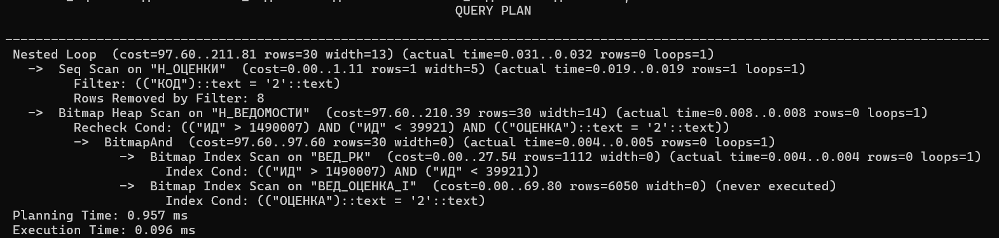 QUERY PLAN
Nested Loop  (cost=97.60..211.81 rows=30 width=13) (actual time=0.031..0.032 rows=0 loops=1)
  ->  Seq Scan on "Н_ОЦЕНКИ"  (cost=0.00..1.11 rows=1 width=5) (actual time=0.019..0.019 rows=1 loops=1)
        Filter: (("КОД")::text = '2'::text)
        Rows Removed by Filter: 8
  ->  Bitmap Heap Scan on "Н_ВЕДОМОСТИ"  (cost=97.60..210.39 rows=30 width=14) (actual time=0.008..0.008 rows=0 loops=1)
        Recheck Cond: (("ИД" > 1490007) AND ("ИД" < 39921) AND (("ОЦЕНКА")::text = '2'::text))
        ->  BitmapAnd  (cost=97.60..97.60 rows=30 width=0) (actual time=0.004..0.005 rows=0 loops=1)
              ->  Bitmap Index Scan on "ВЕД_РК"  (cost=0.00..27.54 rows=1112 width=0) (actual time=0.004..0.004 rows=0 loops=1)
                    Index Cond: (("ИД" > 1490007) AND ("ИД" < 39921))
              ->  Bitmap Index Scan on "ВЕД_ОЦЕНКА_I"  (cost=0.00..69.80 rows=6050 width=0) (never executed)
                    Index Cond: (("ОЦЕНКА")::text = '2'::text)
Planning Time: 0.957 ms
Execution Time: 0.096 ms